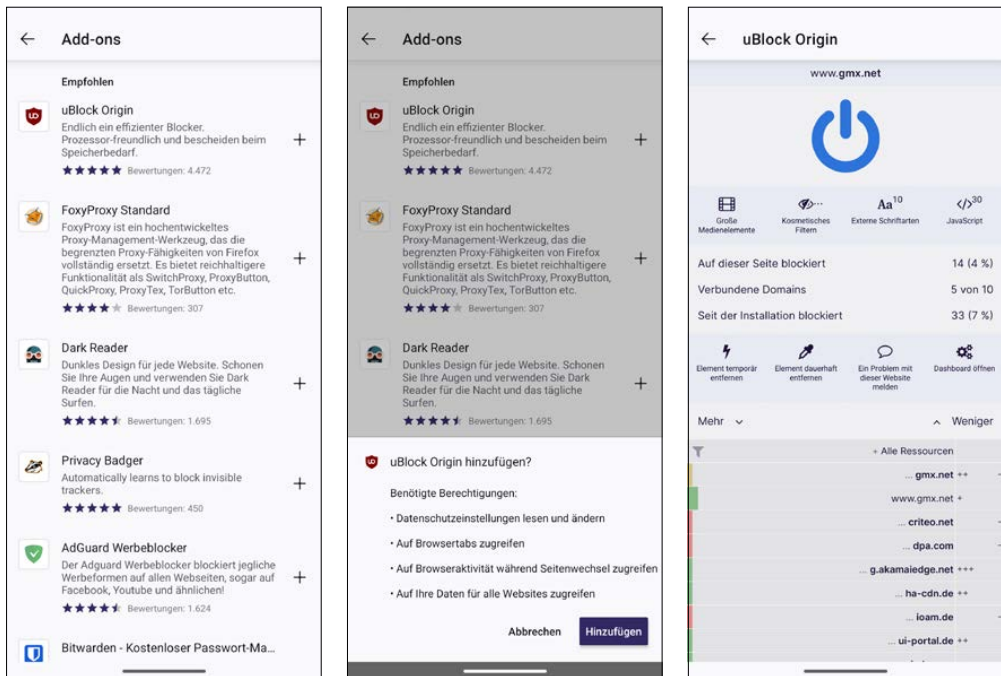 Add-ons
Empfohlen
uBlock Origin
Endlich ein effizienter Blocker.
Prozessor-freundlich und bescheiden beim
Speicherbedarf.
Bewertungen: 4.472
FoxyProxy Standard
FoxyProxy ist ein hochentwickeltes
Proxy-Management-Werkzeug, das die
begrenzten Proxy-Fähigkeiten von Firefox
vollständig ersetzt. Es bietet reichhaltigere
Funktionalität als SwitchProxy, ProxyButton,
QuickProxy, ProxyTex, TorButton etc.
Bewertungen: 307
Dark Reader
Dunkles Design für jede Website. Schonen
Sie Ihre Augen und verwenden Sie Dark
Reader für die Nacht und das tägliche
Surfen.
Bewertungen: 1.695
Privacy Badger
Automatically learns to block invisible
trackers.
Bewertungen: 450
AdGuard Werbeblocker
Der Adguard Werbeblocker blockiert jegliche
Werbeformen auf allen Webseiten, sogar auf
Facebook, Youtube und ähnlichen!
Bewertungen: 1.624
Bitwarden - Kostenloser Passwort-Ma...
Add-ons
Empfohlen
uBlock Origin
Endlich ein effizienter Blocker.
Prozessor-freundlich und bescheiden beim
Speicherbedarf.
Bewertungen: 4.472
FoxyProxy Standard
FoxyProxy ist ein hochentwickeltes
Proxy-Management-Werkzeug, das die
begrenzten Proxy-Fähigkeiten von Firefox
vollständig ersetzt. Es bietet reichhaltigere
Funktionalität als SwitchProxy, ProxyButton,
QuickProxy, ProxyTex, TorButton etc.
Bewertungen: 307
Dark Reader
Dunkles Design für jede Website. Schonen
Sie Ihre Augen und verwenden Sie Dark
Reader für die Nacht und das tägliche
Surfen.
Bewertungen: 1.695
uBlock Origin hinzufügen?
Benötigte Berechtigungen:
• Datenschutzeinstellungen lesen und ändern
• Auf Browsertabs zugreifen
• Auf Browseraktivität während Seitenwechsel zugreifen
• Auf Ihre Daten für alle Websites zugreifen
Abbrechen Hinzufügen
uBlock Origin
www.gmx.net
Aa10 </>30
Große Medienelemente
Kosmetisches Filtern
Externe Schriftarten
JavaScript
Auf dieser Seite blockiert 14 (4 %)
Verbundene Domains 5 von 10
Seit der Installation blockiert 33 (7 %)
Element temporär entfernen
Element dauerhaft entfernen
Ein Problem mit dieser Website melden
Dashboard öffnen
Mehr Weniger
+ Alle Ressourcen
... gmx.net ++
www.gmx.net +
... criteo.net
... dpa.com
... g.akamaiedge.net +++
... ha-cdn.de ++
... ioam.de
... ui-portal.de ++